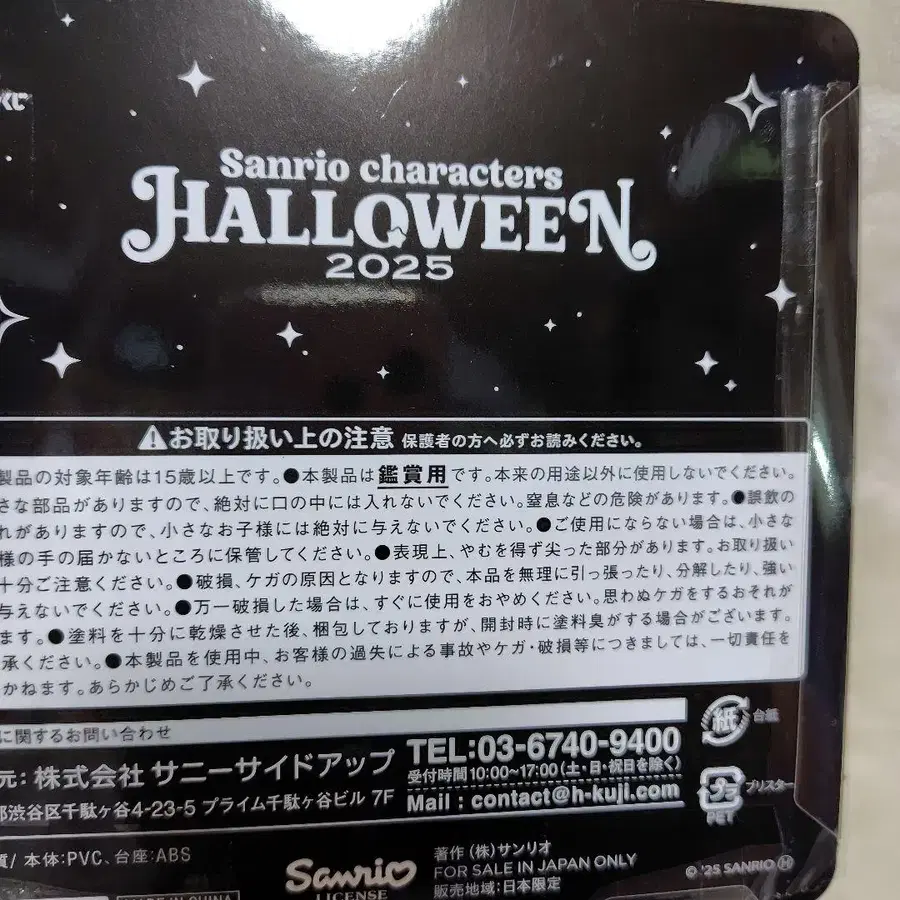 くじ
Sanrio characters
HALLOWEEN
2025
⚠お取り扱い上の注意 保護者の方へ必ずお読みください。
製品の対象年齢は15歳以上です。●本製品は鑑賞用です。本来の用途以外に使用しないでください。
さな部品がありますので、絶対に口の中には入れないでください。窒息などの危険があります。●誤飲の
れがありますので、小さなお子様には絶対に与えないでください。●ご使用にならない場合は、小さな
様の手の届かないところに保管してください。●表現上、やむを得ず尖った部分があります。お取り扱い
十分ご注意ください。●破損、ケガの原因となりますので、本品を無理に引っ張ったり、分解したり、強い
与えないでください。●万一破損した場合は、すぐに使用をおやめください。思わぬケガをするおそれが
ます。●塗料を十分に乾燥させた後、梱包しておりますが、開封時に塗料臭がする場合がございます。
承ください。●本製品を使用中、お客様の過失による事故やケガ・破損等につきましては、一切責任を
かねます。あらかじめご了承ください。
に関するお問い合わせ
元：株式会社 サニーサイドアップ
都渋谷区千駄ヶ谷4-23-5 プライム千駄ヶ谷ビル 7F
TEL:03-6740-9400
受付時間10:00~17:00(土・日・祝日を除く)
Mail : contact@h-kuji.com
紙 台紙
プラ ブリスター
PET
質/ 本体:PVC、台座:ABS
MADE IN CHINA
Sanrio
LICENSE
著作 (株)サンリオ
FOR SALE IN JAPAN ONLY
販売地域:日本限定
© '25 SANRIO Ⓗ